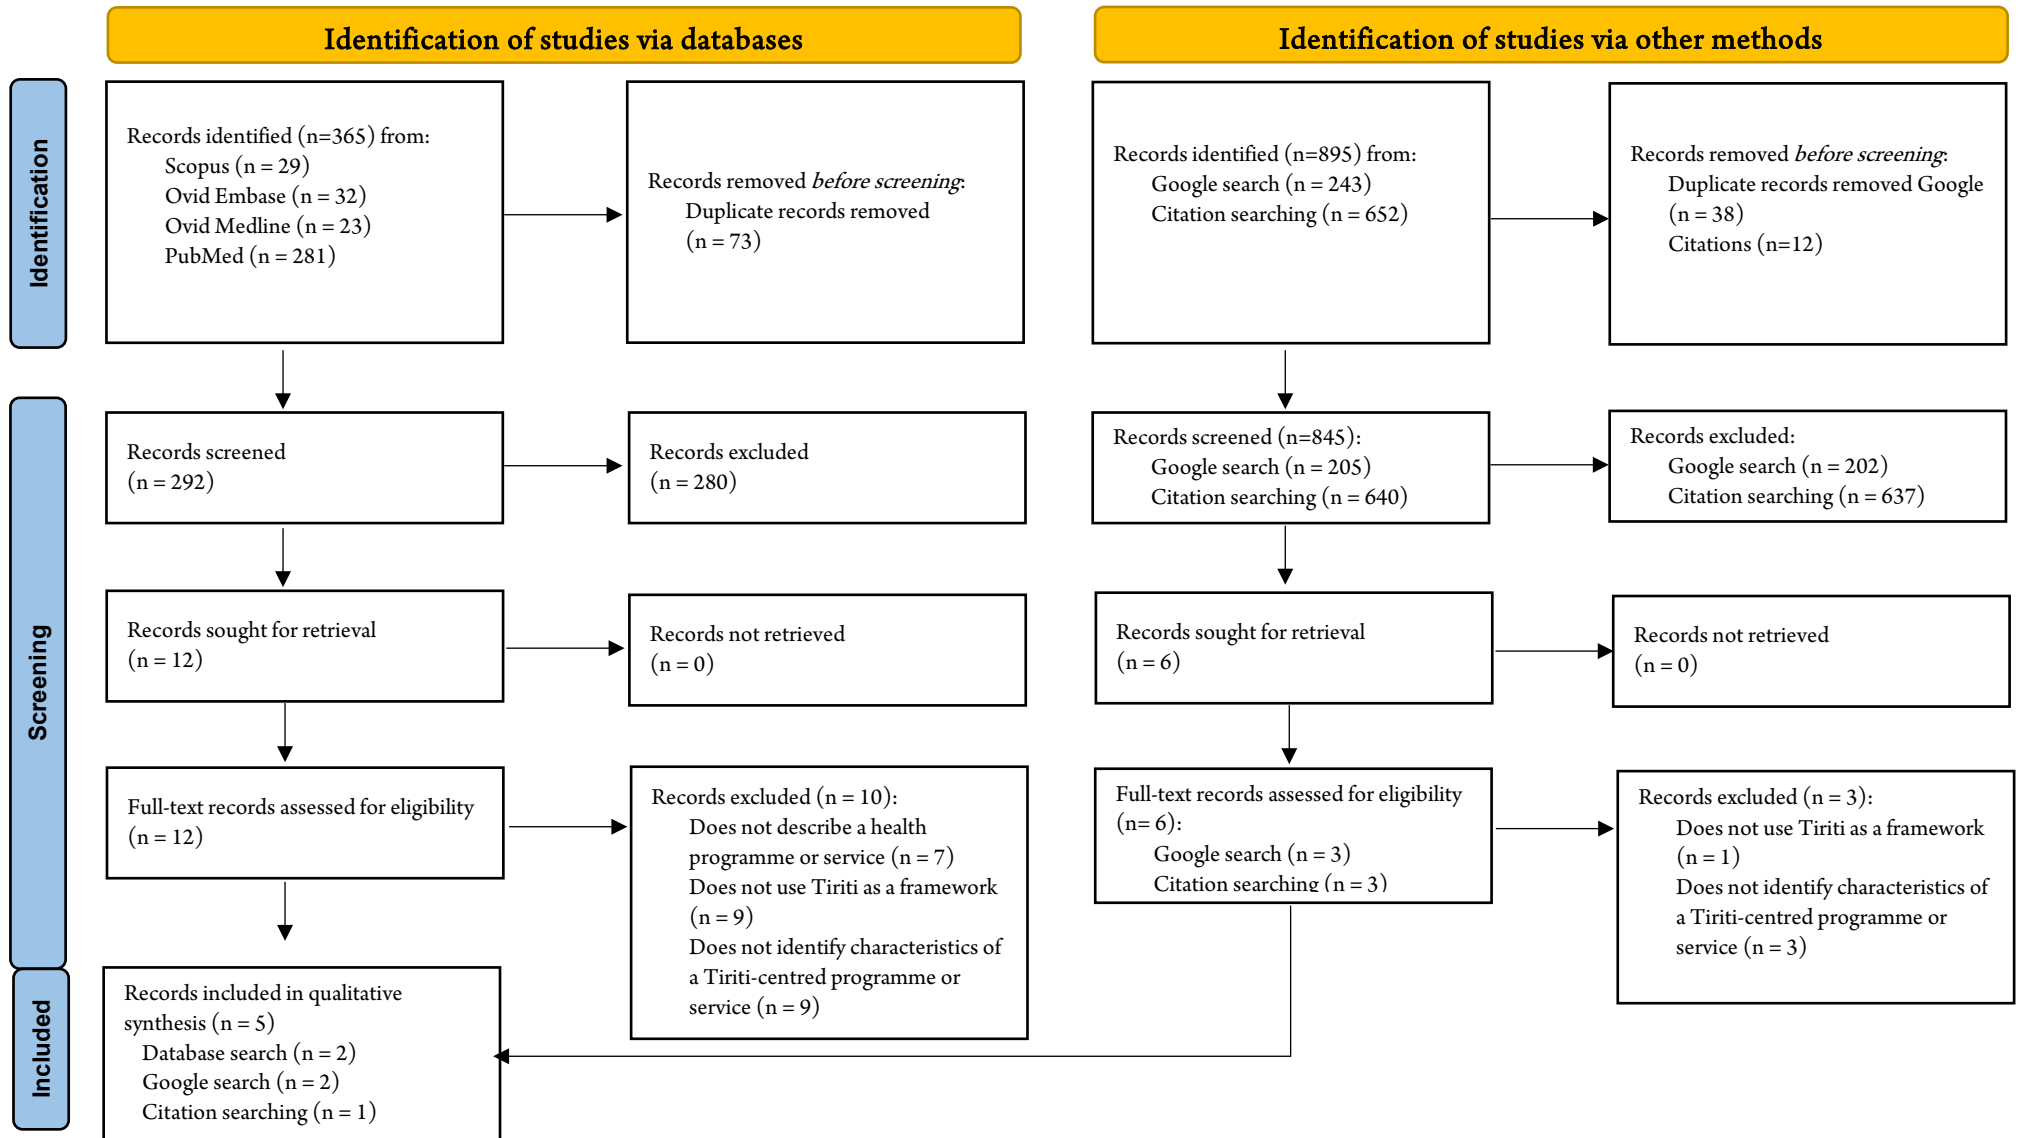 Identification of studies via databases
Identification of studies via other methods
Identification
Records identified (n=365) from:
Scopus (n = 29)
Ovid Embase (n = 32)
Ovid Medline (n = 23)
PubMed (n = 281)
Records removed before screening:
Duplicate records removed
(n = 73)
Records identified (n=895) from:
Google search (n = 243)
Citation searching (n = 652)
Records removed before screening:
Duplicate records removed Google
(n = 38)
Citations (n=12)
Screening
Records screened
(n = 292)
Records excluded
(n = 280)
Records screened (n=845):
Google search (n = 205)
Citation searching (n = 640)
Records excluded:
Google search (n = 202)
Citation searching (n = 637)
Records sought for retrieval
(n = 12)
Records not retrieved
(n = 0)
Records sought for retrieval
(n = 6)
Records not retrieved
(n = 0)
Full-text records assessed for eligibility
(n = 12)
Records excluded (n = 10):
Does not describe a health
programme or service (n = 7)
Does not use Tiriti as a framework
(n = 9)
Does not identify characteristics of
a Tiriti-centred programme or
service (n = 9)
Full-text records assessed for eligibility
(n= 6):
Google search (n = 3)
Citation searching (n = 3)
Records excluded (n = 3):
Does not use Tiriti as a framework
(n = 1)
Does not identify characteristics of
a Tiriti-centred programme or
service (n = 3)
Included
Records included in qualitative
synthesis (n = 5)
Database search (n = 2)
Google search (n = 2)
Citation searching (n = 1)